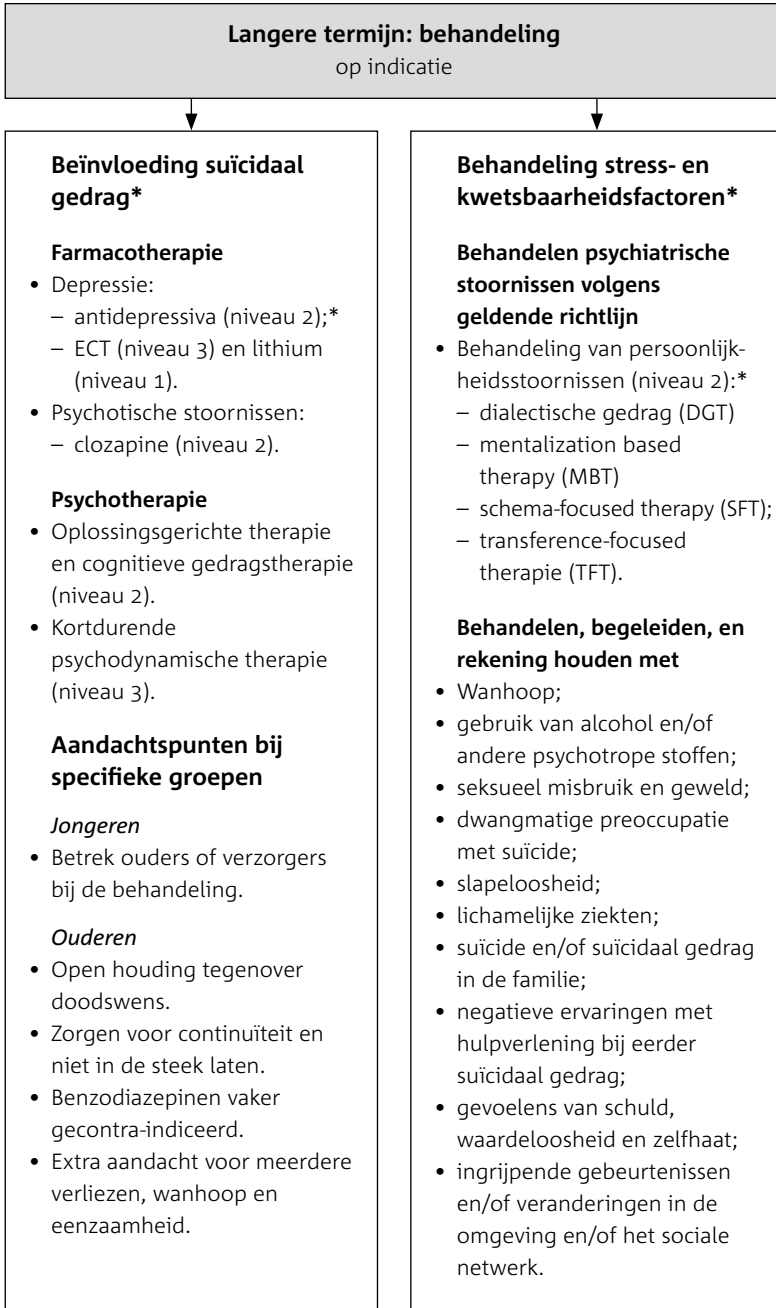 Langere termijn: behandeling
op indicatie
Beïnvloeding suïcidaal
gedrag*
Farmacotherapie
• Depressie:
– antidepressiva (niveau 2);*
– ECT (niveau 3) en lithium
(niveau 1).
• Psychotische stoornissen:
– clozapine (niveau 2).
Psychotherapie
• Oplossingsgerichte therapie
en cognitieve gedragstherapie
(niveau 2).
• Kortdurende
psychodynamische therapie
(niveau 3).
Aandachtspunten bij
specifieke groepen
Jongeren
• Betrek ouders of verzorgers
bij de behandeling.
Ouderen
• Open houding tegenover
doodswens.
• Zorgen voor continuïteit en
niet in de steek laten.
• Benzodiazepinen vaker
gecontra-indiceerd.
• Extra aandacht voor meerdere
verliezen, wanhoop en
eenzaamheid.
Behandeling stress- en
kwetsbaarheidsfactoren*
Behandelen psychiatrische
stoornissen volgens
geldende richtlijn
• Behandeling van persoonlijk-
heidsstoornissen (niveau 2):*
– dialectische gedrag (DGT)
– mentalization based
therapy (MBT)
– schema-focused therapy (SFT);
– transference-focused
therapie (TFT).
Behandelen, begeleiden, en
rekening houden met
• Wanhoop;
• gebruik van alcohol en/of
andere psychotrope stoffen;
• seksueel misbruik en geweld;
• dwangmatige preoccupatie
met suïcide;
• slapeloosheid;
• lichamelijke ziekten;
• suïcide en/of suïcidaal gedrag
in de familie;
• negatieve ervaringen met
hulpverlening bij eerder
suïcidaal gedrag;
• gevoelens van schuld,
waardeloosheid en zelfhaat;
• ingrijpende gebeurtenissen
en/of veranderingen in de
omgeving en/of het sociale
netwerk.